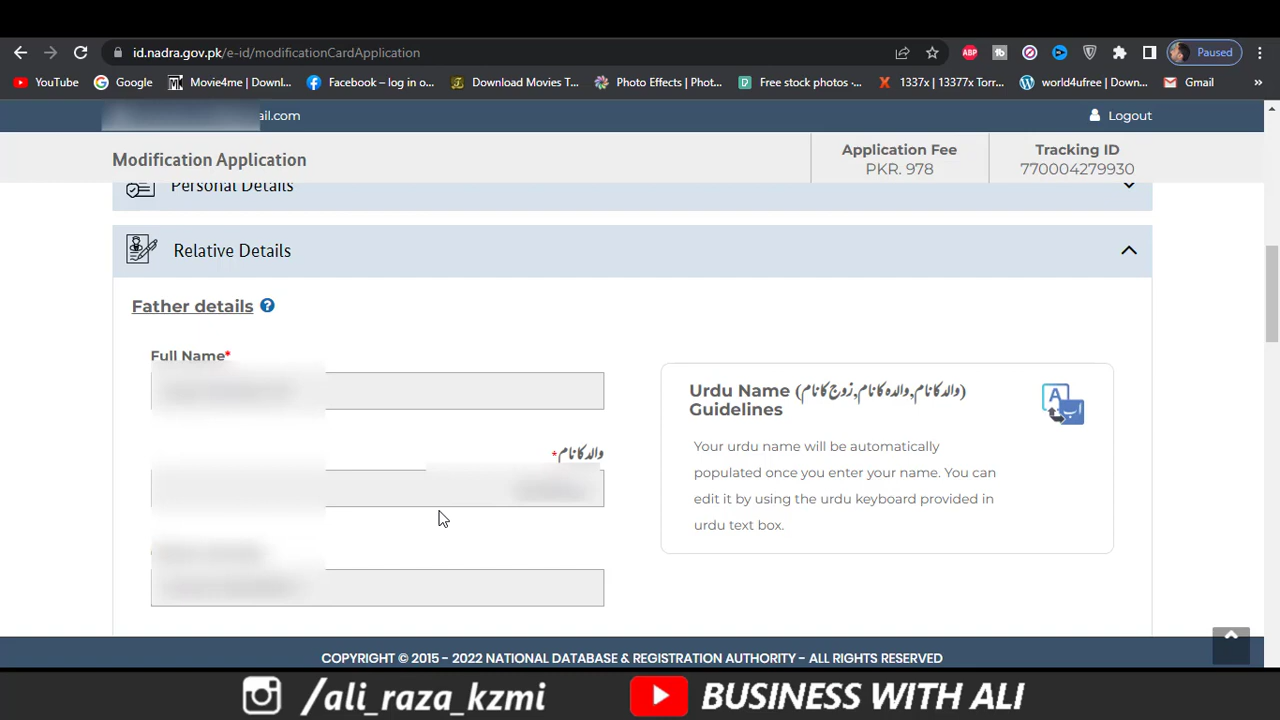 id.nadra.gov.pk/e-id/modificationCardApplication
ABP
Paused
YouTube
Google
Movie4me | Downl...
Facebook – log in o...
Download Movies T...
Photo Effects | Phot...
Free stock photos -...
1337x | 13377x Torr...
world4ufree | Down...
Gmail
»
ail.com
Logout
Modification Application
Application Fee
PKR. 978
Tracking ID
770004279930
Personal Details
Relative Details
Father details
Full Name*
والد کا نام*
Urdu Name (والد کا نام,والدہ کا نام,زوج کا نام)
Guidelines
Your urdu name will be automatically
populated once you enter your name. You can
edit it by using the urdu keyboard provided in
urdu text box.
COPYRIGHT © 2015 - 2022 NATIONAL DATABASE & REGISTRATION AUTHORITY - ALL RIGHTS RESERVED
/ali_raza_kzmi
BUSINESS WITH ALI